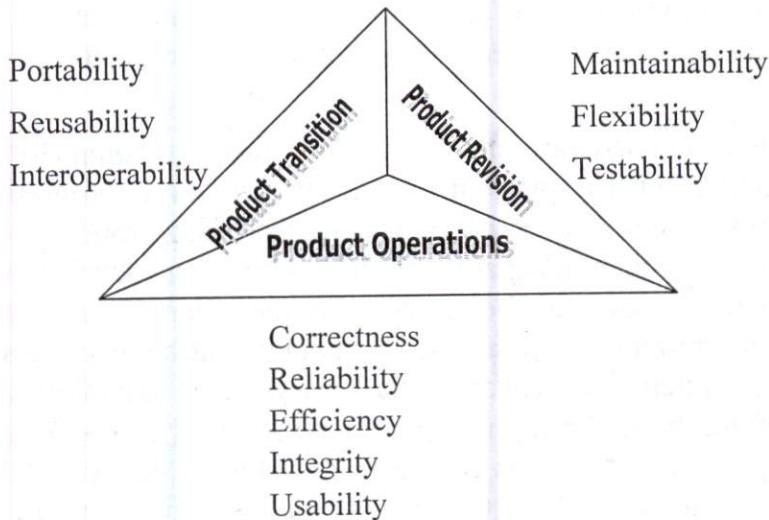 Portability
Reusability
Interoperability
Product Transition
Product Revision
Maintainability
Flexibility
Testability
Product Operations
Correctness
Reliability
Efficiency
Integrity
Usability